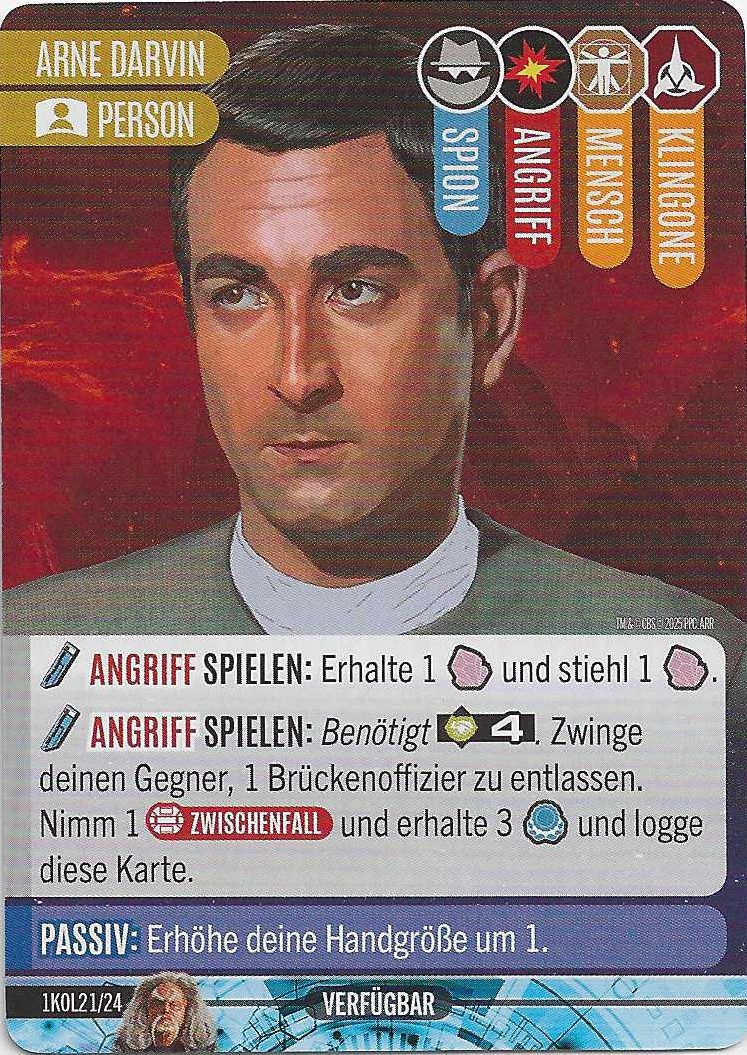 ARNE DARVIN
PERSON
SPION
ANGRIFF
MENSCH
KLINGONE
TM & © CBS © 2025 PPC. ARR
ANGRIFF SPIELEN: Erhalte 1 und stiehl 1 .
ANGRIFF SPIELEN: Benötigt 4. Zwinge
deinen Gegner, 1 Brückenoffizier zu entlassen.
Nimm 1 ZWISCHENFALL und erhalte 3 und logge
diese Karte.
PASSIV: Erhöhe deine Handgröße um 1.
1KOL21/24
VERFÜGBAR